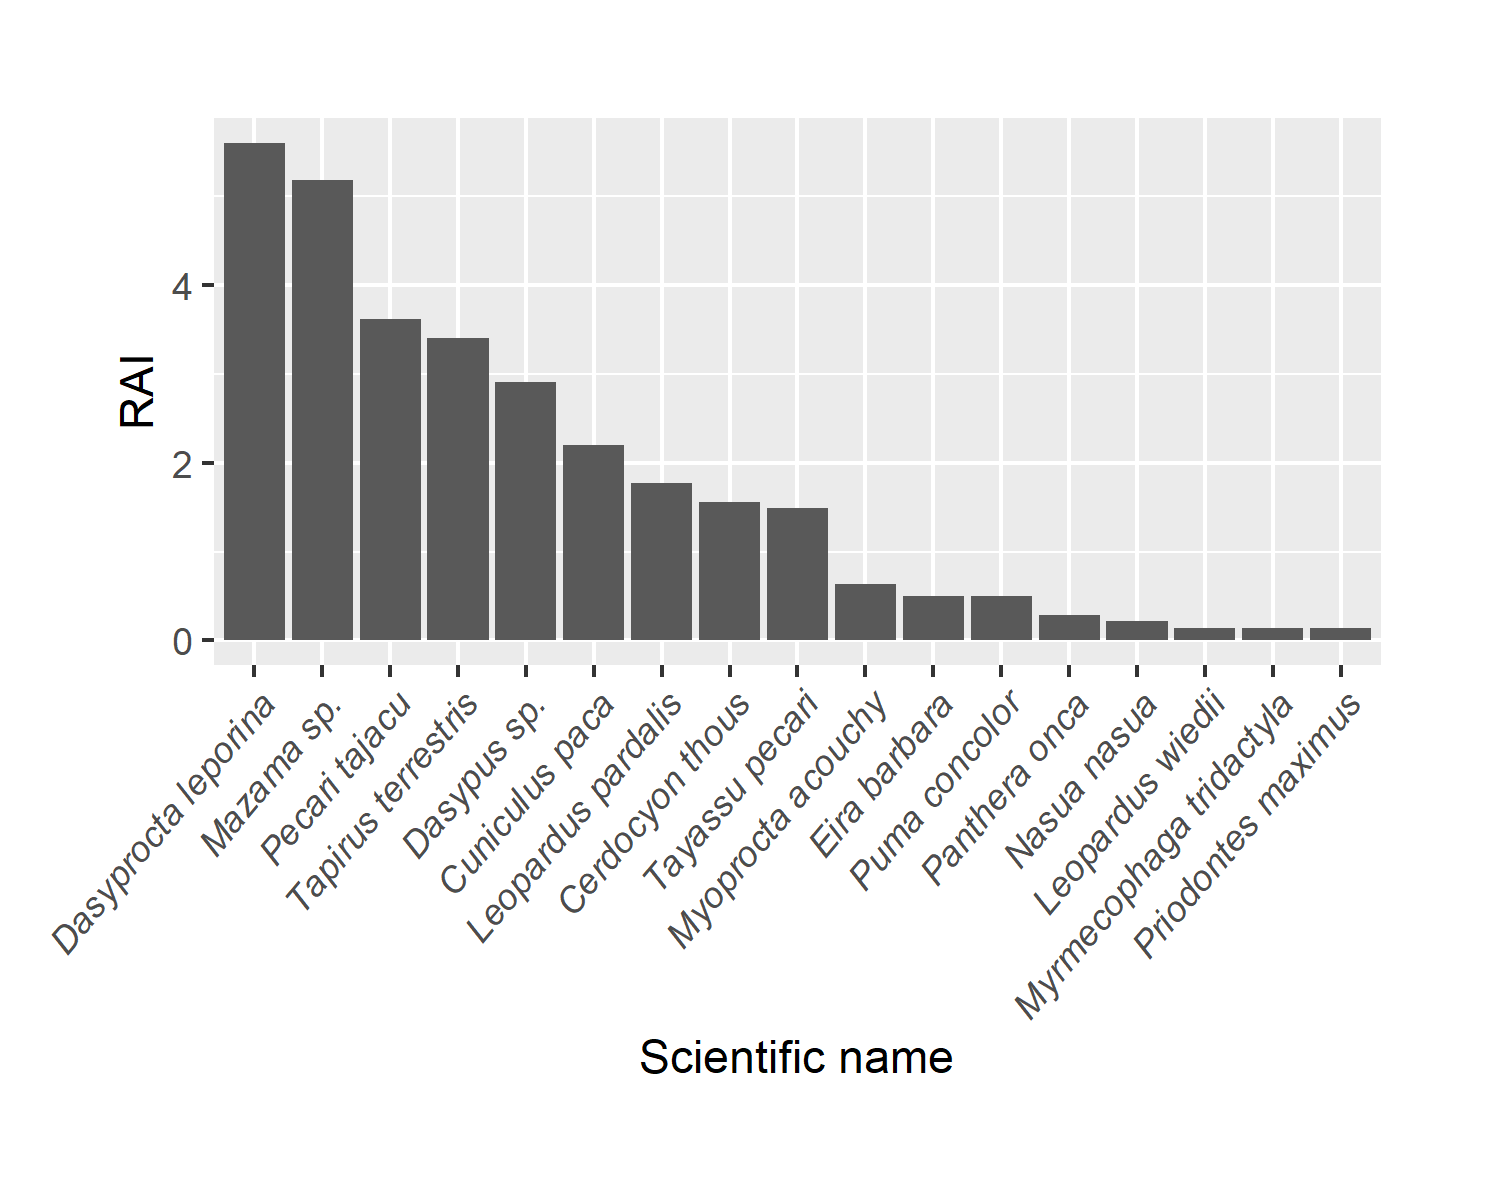 RAI
4
2
0
Dasyprocta leporina
Mazama sp.
Pecari tajacu
Tapirus terrestris
Dasypus sp.
Cuniculus paca
Leopardus pardalis
Cerdocyon thous
Tayassu pecari
Myoprocta acouchy
Eira barbara
Puma concolor
Panthera onca
Nasua nasua
Leopardus wiedii
Myrmecophaga tridactyla
Priodontes maximus
Scientific name